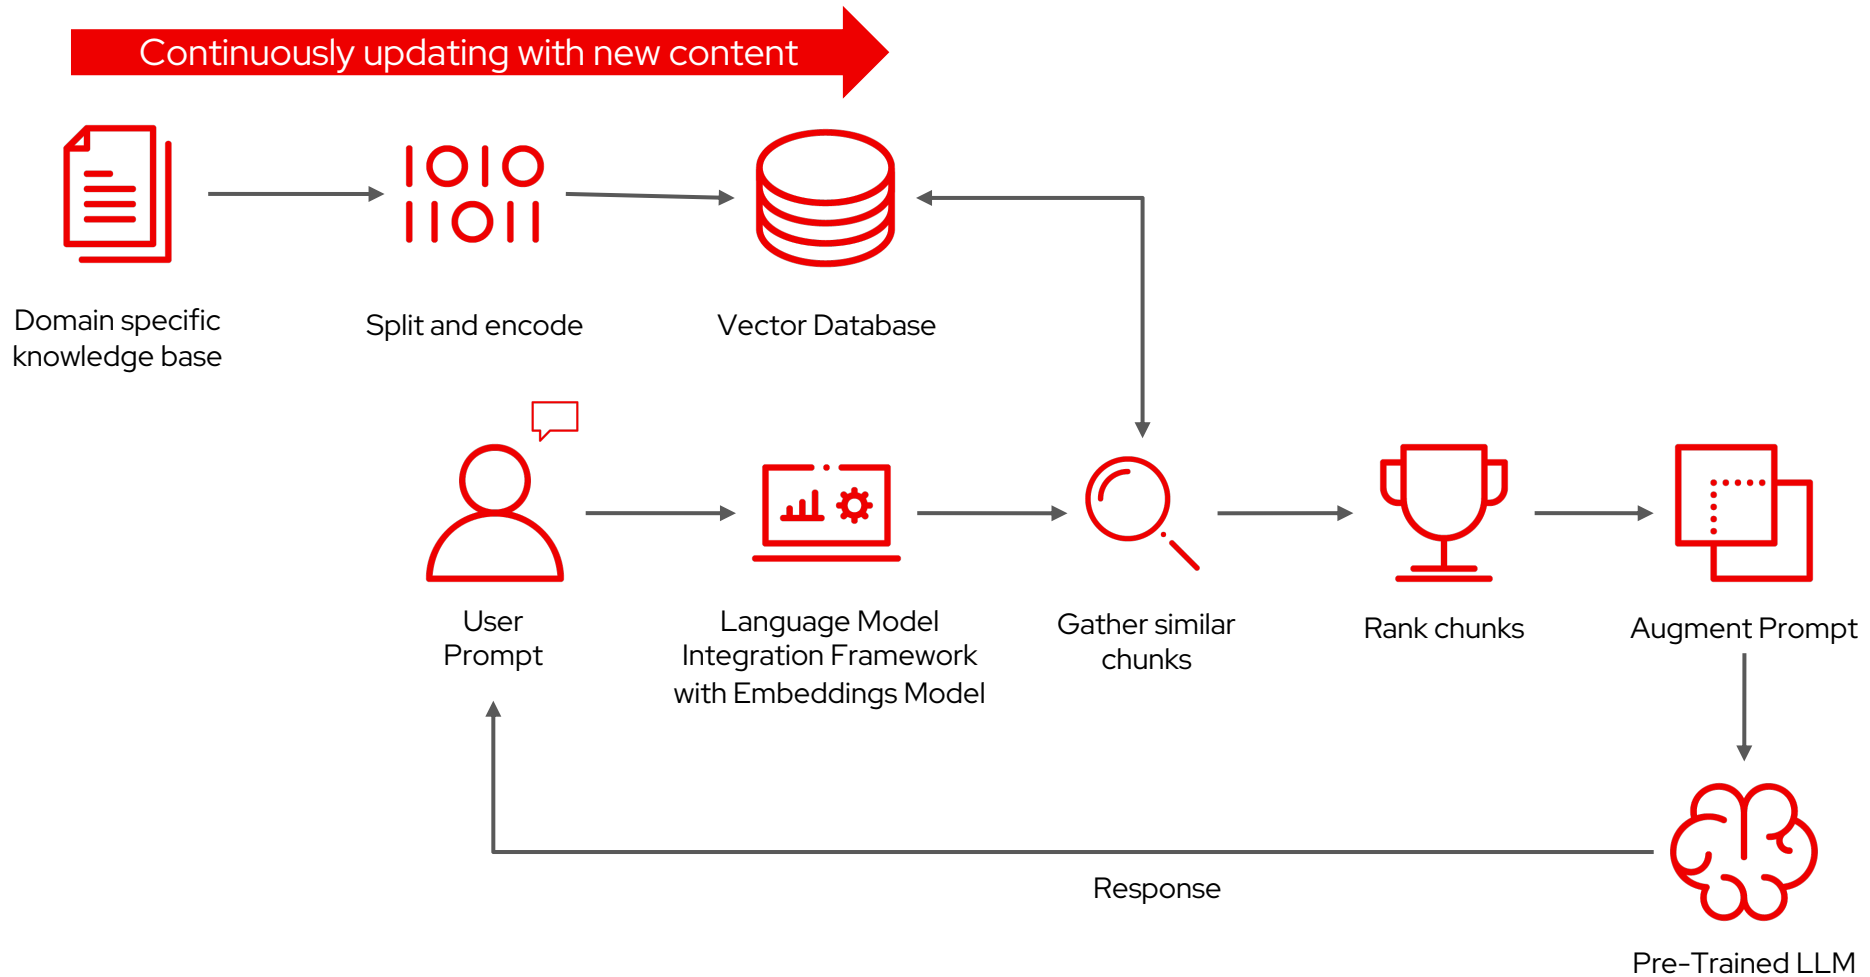 Continuously updating with new content
Domain specific
knowledge base
Split and encode
Vector Database
User
Prompt
Language Model
Integration Framework
with Embeddings Model
Gather similar
chunks
Rank chunks
Augment Prompt
Response
Pre-Trained LLM